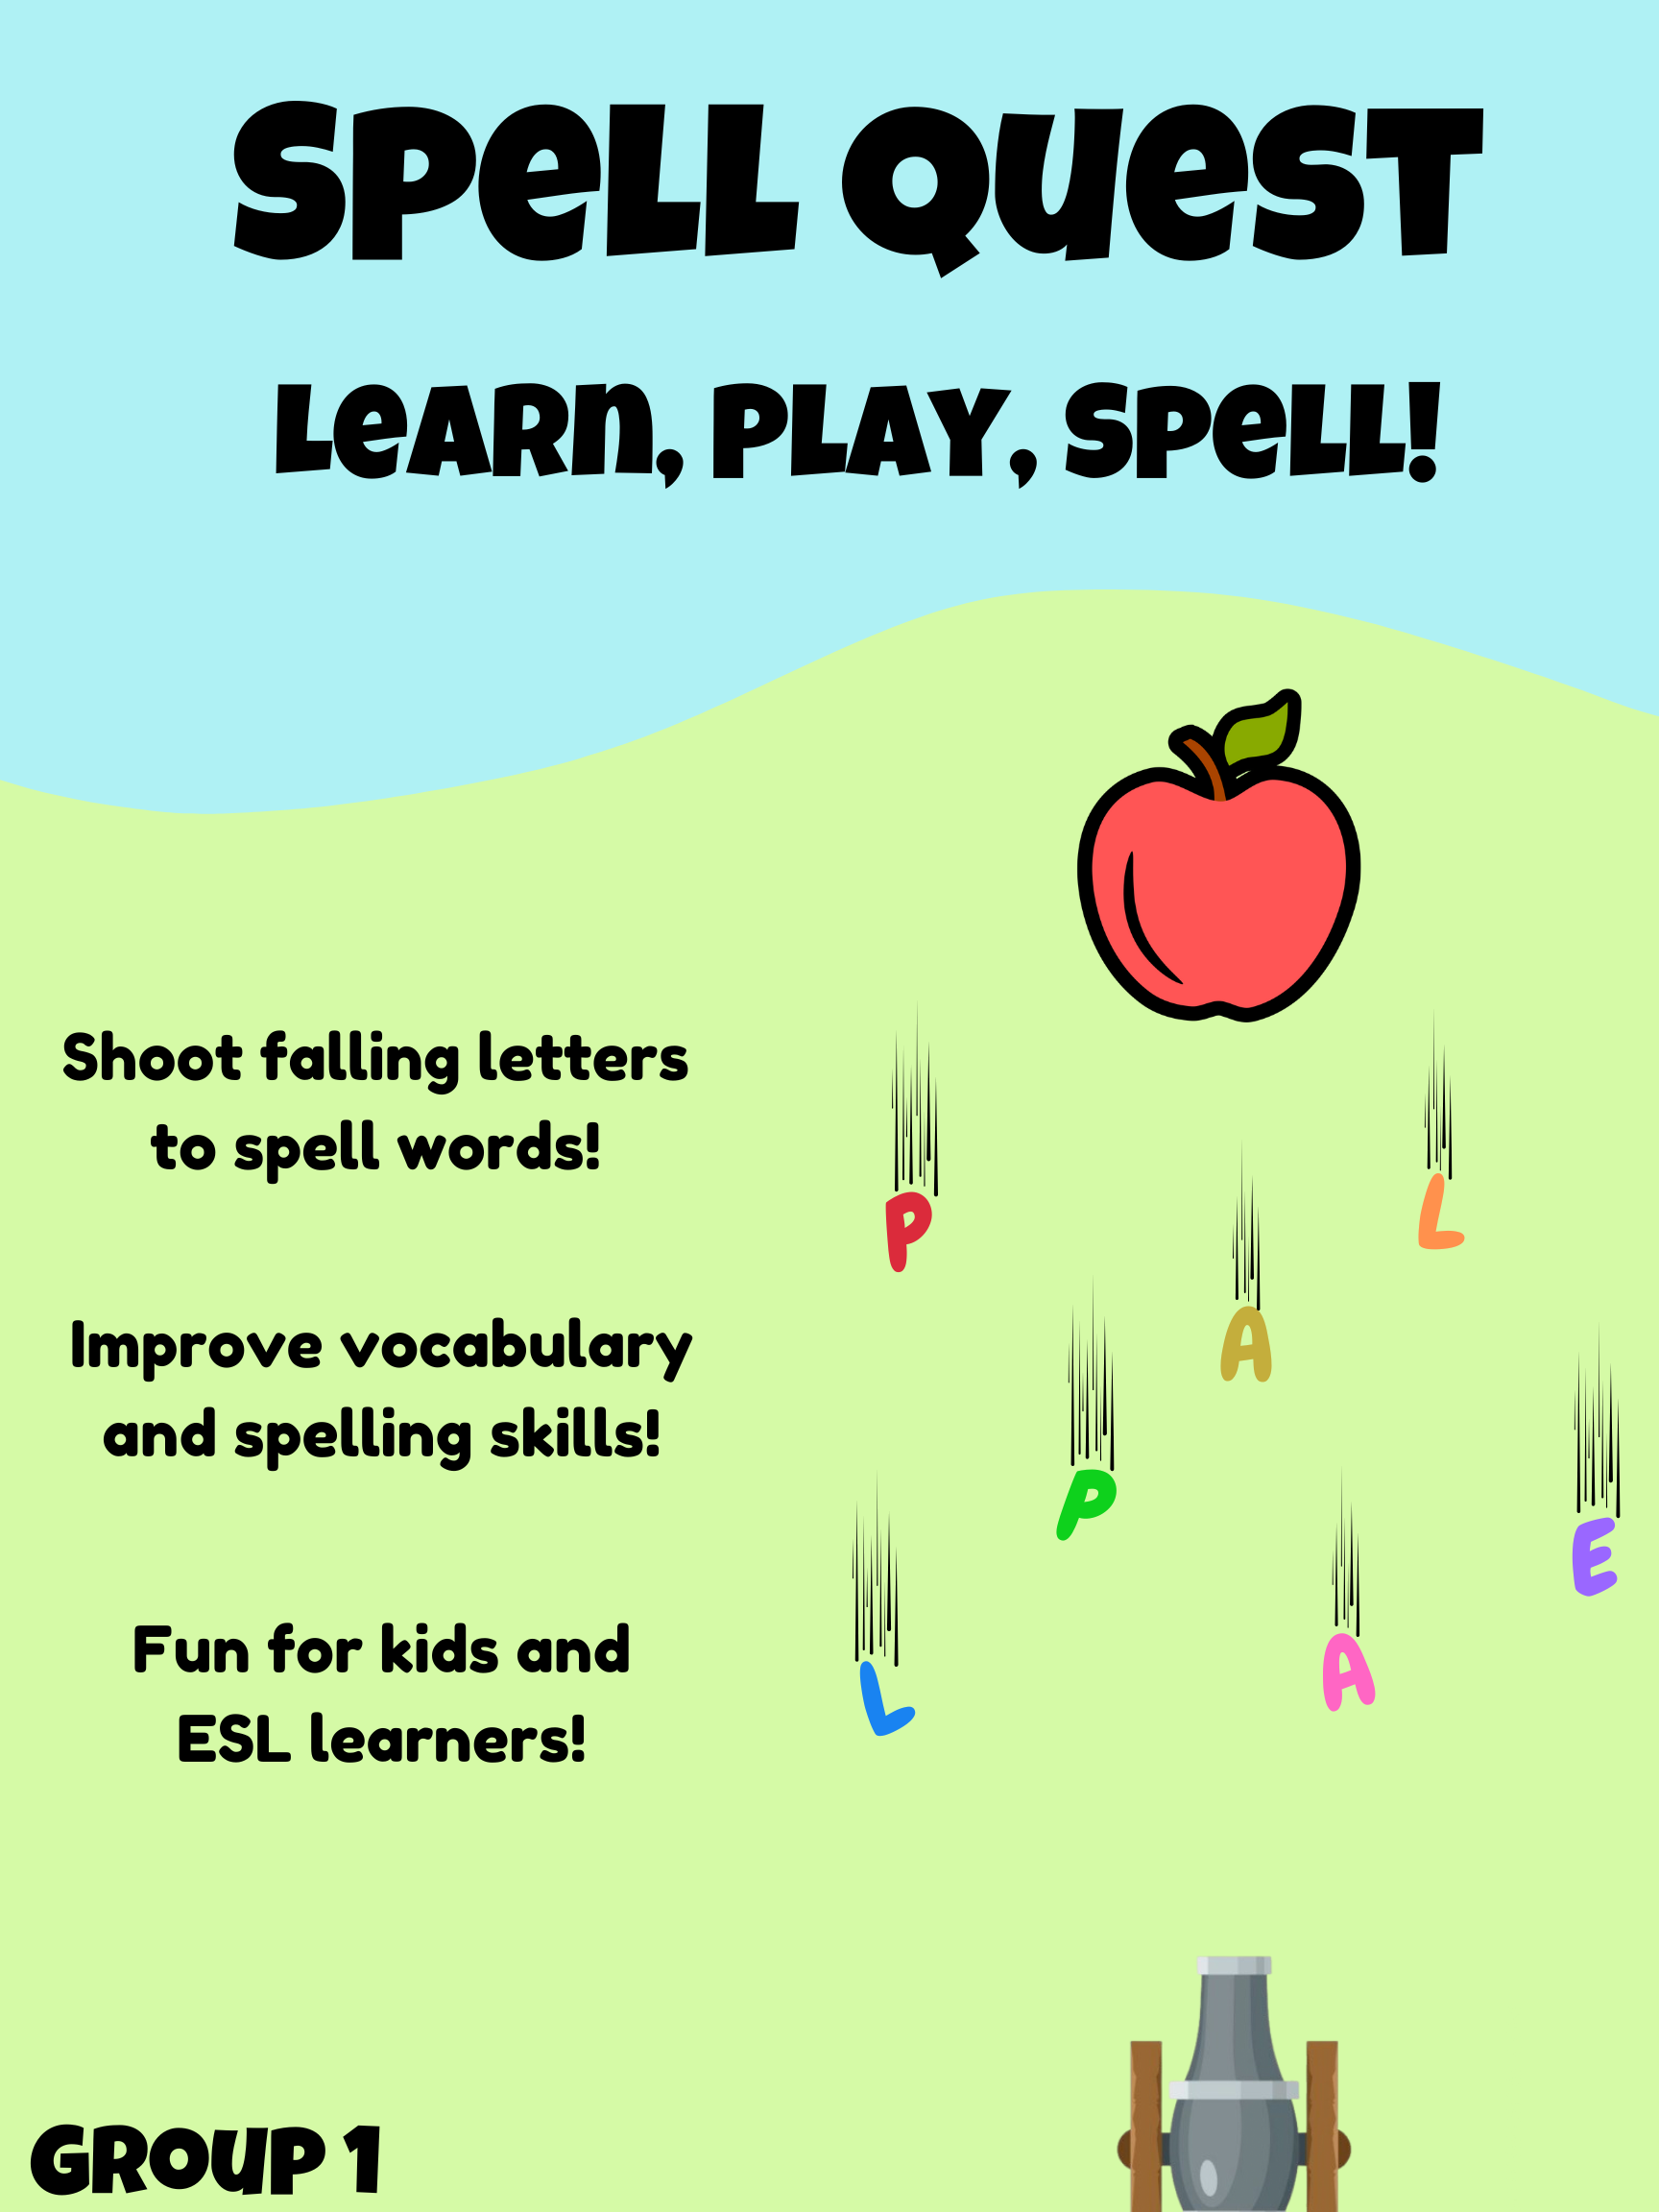 SPELL QUEST
LEARN, PLAY, SPELL!
Shoot falling letters
to spell words!
Improve vocabulary
and spelling skills!
Fun for kids and
ESL learners!
P
L
A
P
E
L
A
GROUP 1